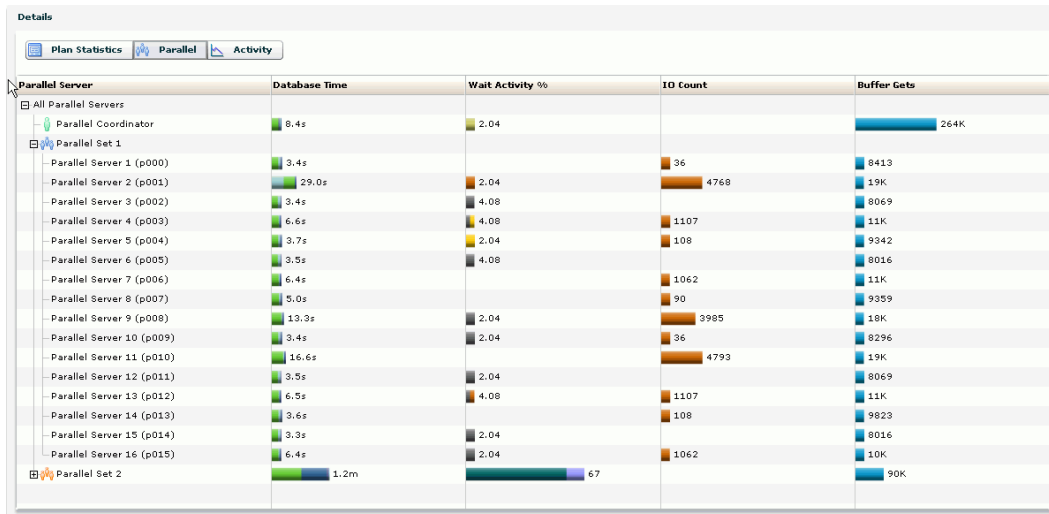 Details
Plan Statistics Parallel Activity
Parallel Server Database Time Wait Activity % IO Count Buffer Gets
All Parallel Servers
Parallel Coordinator 8.4s 2.04 264K
Parallel Set 1
Parallel Server 1 (p000) 3.4s 36 8413
Parallel Server 2 (p001) 29.0s 2.04 4768 19K
Parallel Server 3 (p002) 3.4s 4.08 8069
Parallel Server 4 (p003) 6.6s 4.08 1107 11K
Parallel Server 5 (p004) 3.7s 2.04 108 9342
Parallel Server 6 (p005) 3.5s 4.08 8016
Parallel Server 7 (p006) 6.4s 1062 11K
Parallel Server 8 (p007) 5.0s 90 9359
Parallel Server 9 (p008) 13.3s 2.04 3985 18K
Parallel Server 10 (p009) 3.4s 2.04 36 8296
Parallel Server 11 (p010) 16.6s 4793 19K
Parallel Server 12 (p011) 3.5s 2.04 8069
Parallel Server 13 (p012) 6.5s 4.08 1107 11K
Parallel Server 14 (p013) 3.6s 108 9823
Parallel Server 15 (p014) 3.3s 2.04 8016
Parallel Server 16 (p015) 6.4s 2.04 1062 10K
Parallel Set 2 1.2m 67 90K